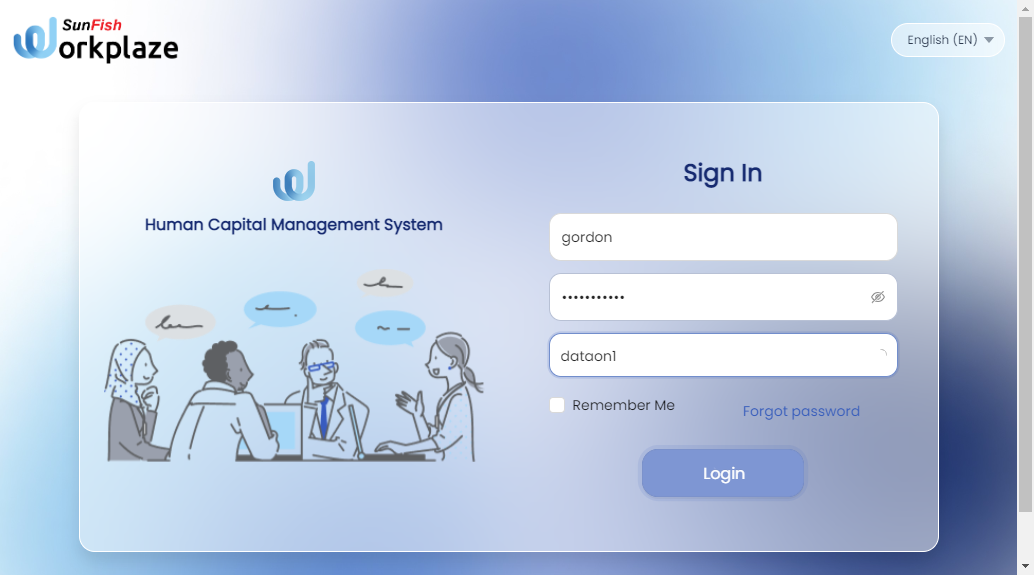 SunFish
Workplaze
English (EN)
Human Capital Management System
Sign In
gordon
•••••••••••
dataon1
Remember Me
Forgot password
Login